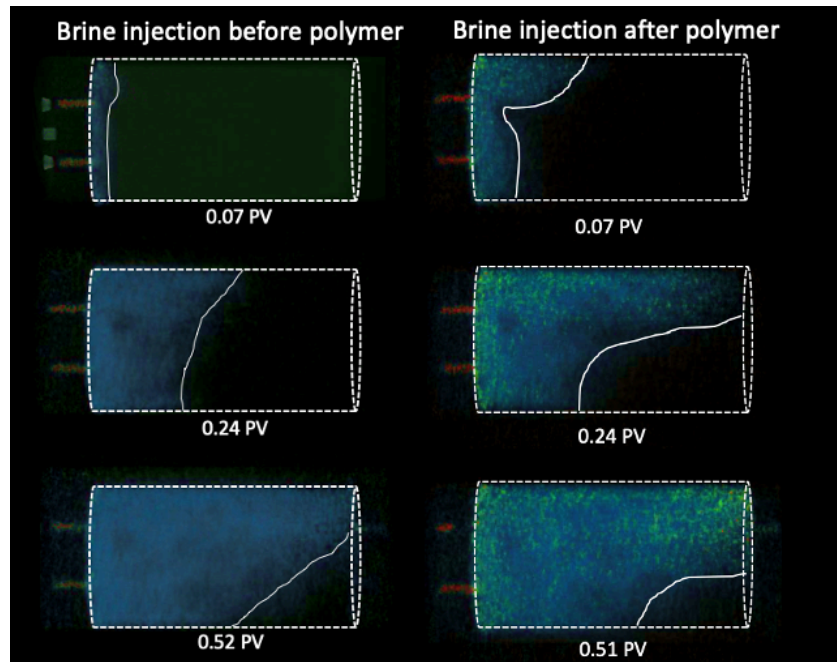 Brine injection before polymer
Brine injection after polymer
0.07 PV
0.07 PV
0.24 PV
0.24 PV
0.52 PV
0.51 PV